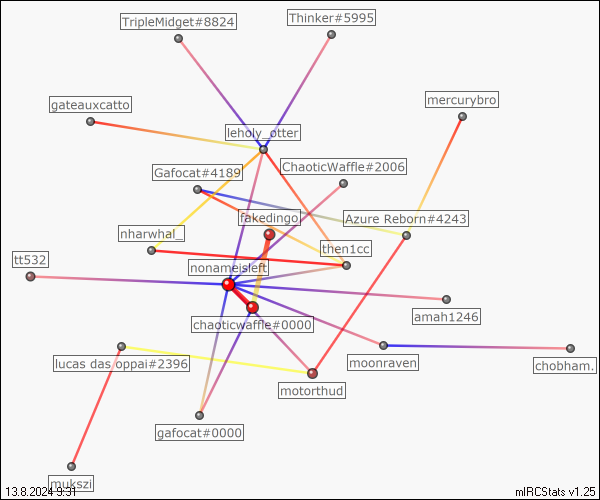 TripleMidget#8824
Thinker#5995
gateauxcatto
mercurybro
leholy_otter
Gafocat#4189
ChaoticWaffle#2006
fakedingo
Azure Reborn#4243
nharwhal_
then1cc
tt532
nonameisleft
chaoticwaffle#0000
amah1246
lucas das oppai#2396
moonraven
chobham.
motorthud
gafocat#0000
mukszi
13.8.2024 9:31
mIRCStats v1.25